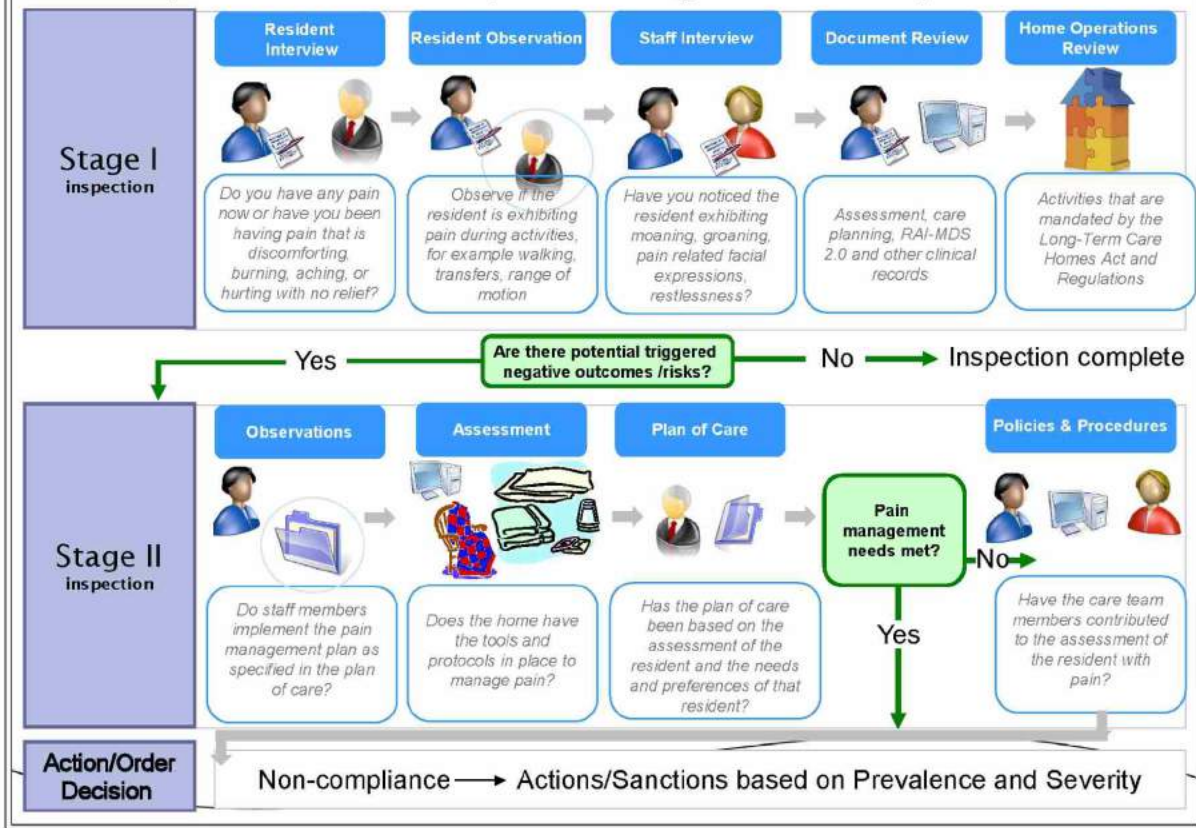 Resident
Interview
Resident Observation
Staff Interview
Document Review
Home Operations
Review
Stage I
inspection
Do you have any pain
now or have you been
having pain that is
discomforting,
burning, aching, or
hurting with no relief?
Observe if the
resident is exhibiting
pain during activities,
for example walking,
transfers, range of
motion
Have you noticed the
resident exhibiting
moaning, groaning,
pain related facial
expressions,
restlessness?
Assessment, care
planning, RAI-MDS
2.0 and other clinical
records
Activities that are
mandated by the
Long-Term Care
Homes Act and
Regulations
Yes
Are there potential triggered
negative outcomes /risks?
No
Inspection complete
Observations
Assessment
Plan of Care
Policies & Procedures
Stage II
inspection
Pain
management
needs met?
No
Yes
Do staff members
implement the pain
management plan as
specified in the plan
of care?
Does the home have
the tools and
protocols in place to
manage pain?
Has the plan of care
been based on the
assessment of the
resident and the needs
and preferences of that
resident?
Have the care team
members contributed
to the assessment of
the resident with
pain?
Action/Order
Decision
Non-compliance
Actions/Sanctions based on Prevalence and Severity